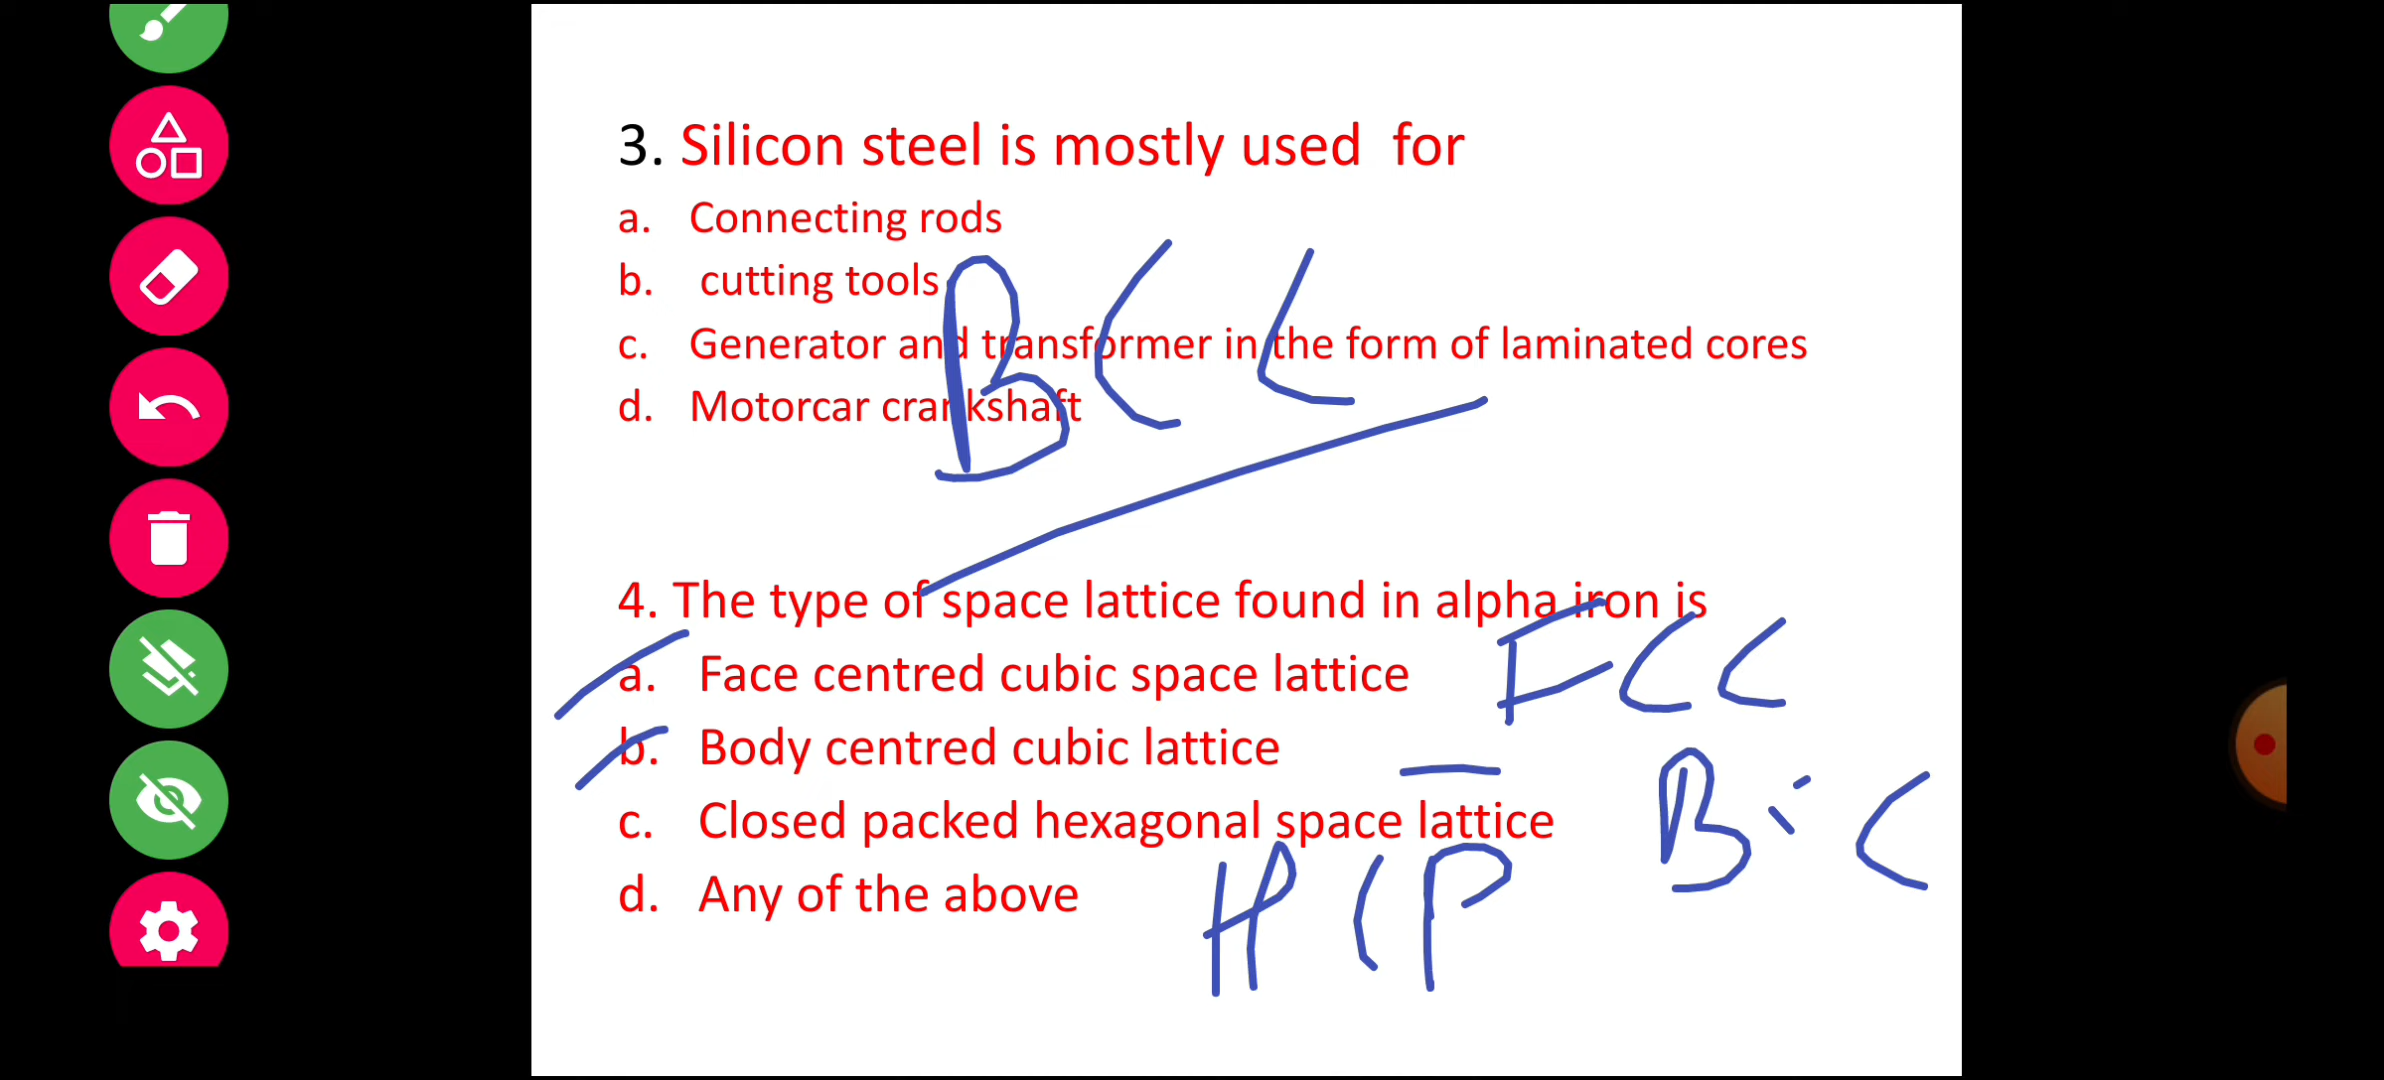 3. Silicon steel is mostly used for
a. Connecting rods
b. cutting tools
c. Generator and transformer in the form of laminated cores
d. Motorcar crankshaft
BCC
4. The type of space lattice found in alpha iron is
a. Face centred cubic space lattice
FCC
b. Body centred cubic lattice
c. Closed packed hexagonal space lattice
d. Any of the above
HCP